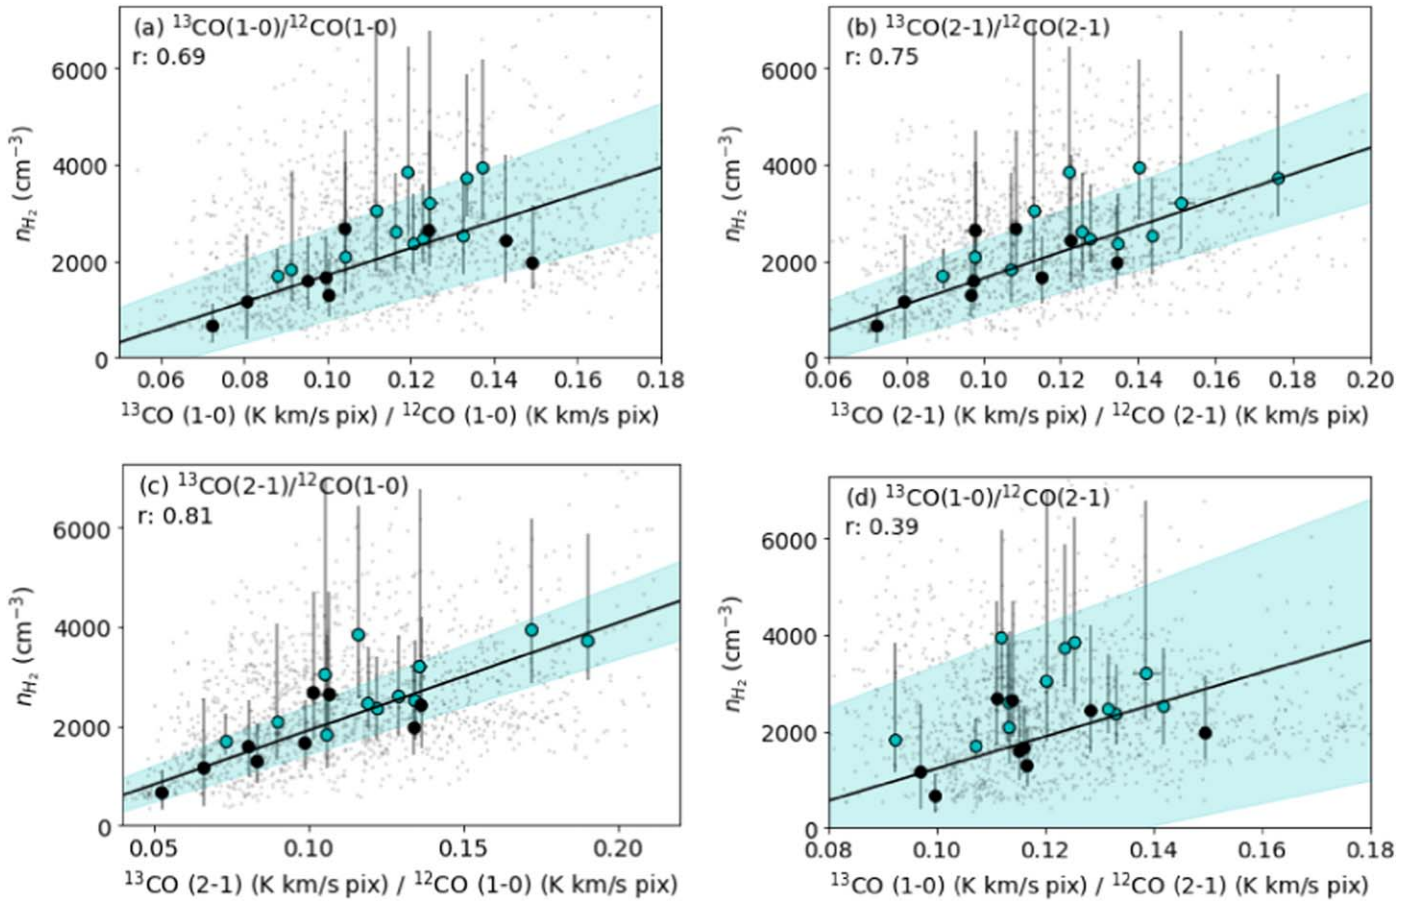 (a) ¹³CO(1-0)/¹²CO(1-0)
r: 0.69
6000
4000
2000
0
n_H₂ (cm⁻³)
0.06 0.08 0.10 0.12 0.14 0.16 0.18
¹³CO (1-0) (K km/s pix) / ¹²CO (1-0) (K km/s pix)
(b) ¹³CO(2-1)/¹²CO(2-1)
r: 0.75
6000
4000
2000
0
n_H₂ (cm⁻³)
0.06 0.08 0.10 0.12 0.14 0.16 0.18 0.20
¹³CO (2-1) (K km/s pix) / ¹²CO (2-1) (K km/s pix)
(c) ¹³CO(2-1)/¹²CO(1-0)
r: 0.81
6000
4000
2000
0
n_H₂ (cm⁻³)
0.05 0.10 0.15 0.20
¹³CO (2-1) (K km/s pix) / ¹²CO (1-0) (K km/s pix)
(d) ¹³CO(1-0)/¹²CO(2-1)
r: 0.39
6000
4000
2000
0
n_H₂ (cm⁻³)
0.08 0.10 0.12 0.14 0.16 0.18
¹³CO (1-0) (K km/s pix) / ¹²CO (2-1) (K km/s pix)